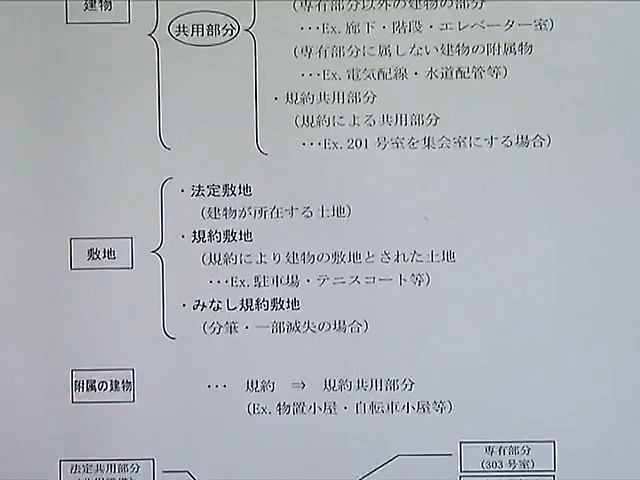 建物
共用部分
(専有部分以外の建物の部分
…Ex. 廊下・階段・エレベーター室)
(専有部分に属しない建物の附属物
…Ex. 電気配線・水道配管等)
・規約共用部分
(規約による共用部分
…Ex. 201 号室を集会室にする場合)
敷地
・法定敷地
(建物が所在する土地)
・規約敷地
(規約により建物の敷地とされた土地
…Ex. 駐車場・テニスコート等)
・みなし規約敷地
(分筆・一部滅失の場合)
附属の建物
… 規約 ⇒ 規約共用部分
(Ex. 物置小屋・自転車小屋等)
法定共用部分
専有部分
(303 号室)